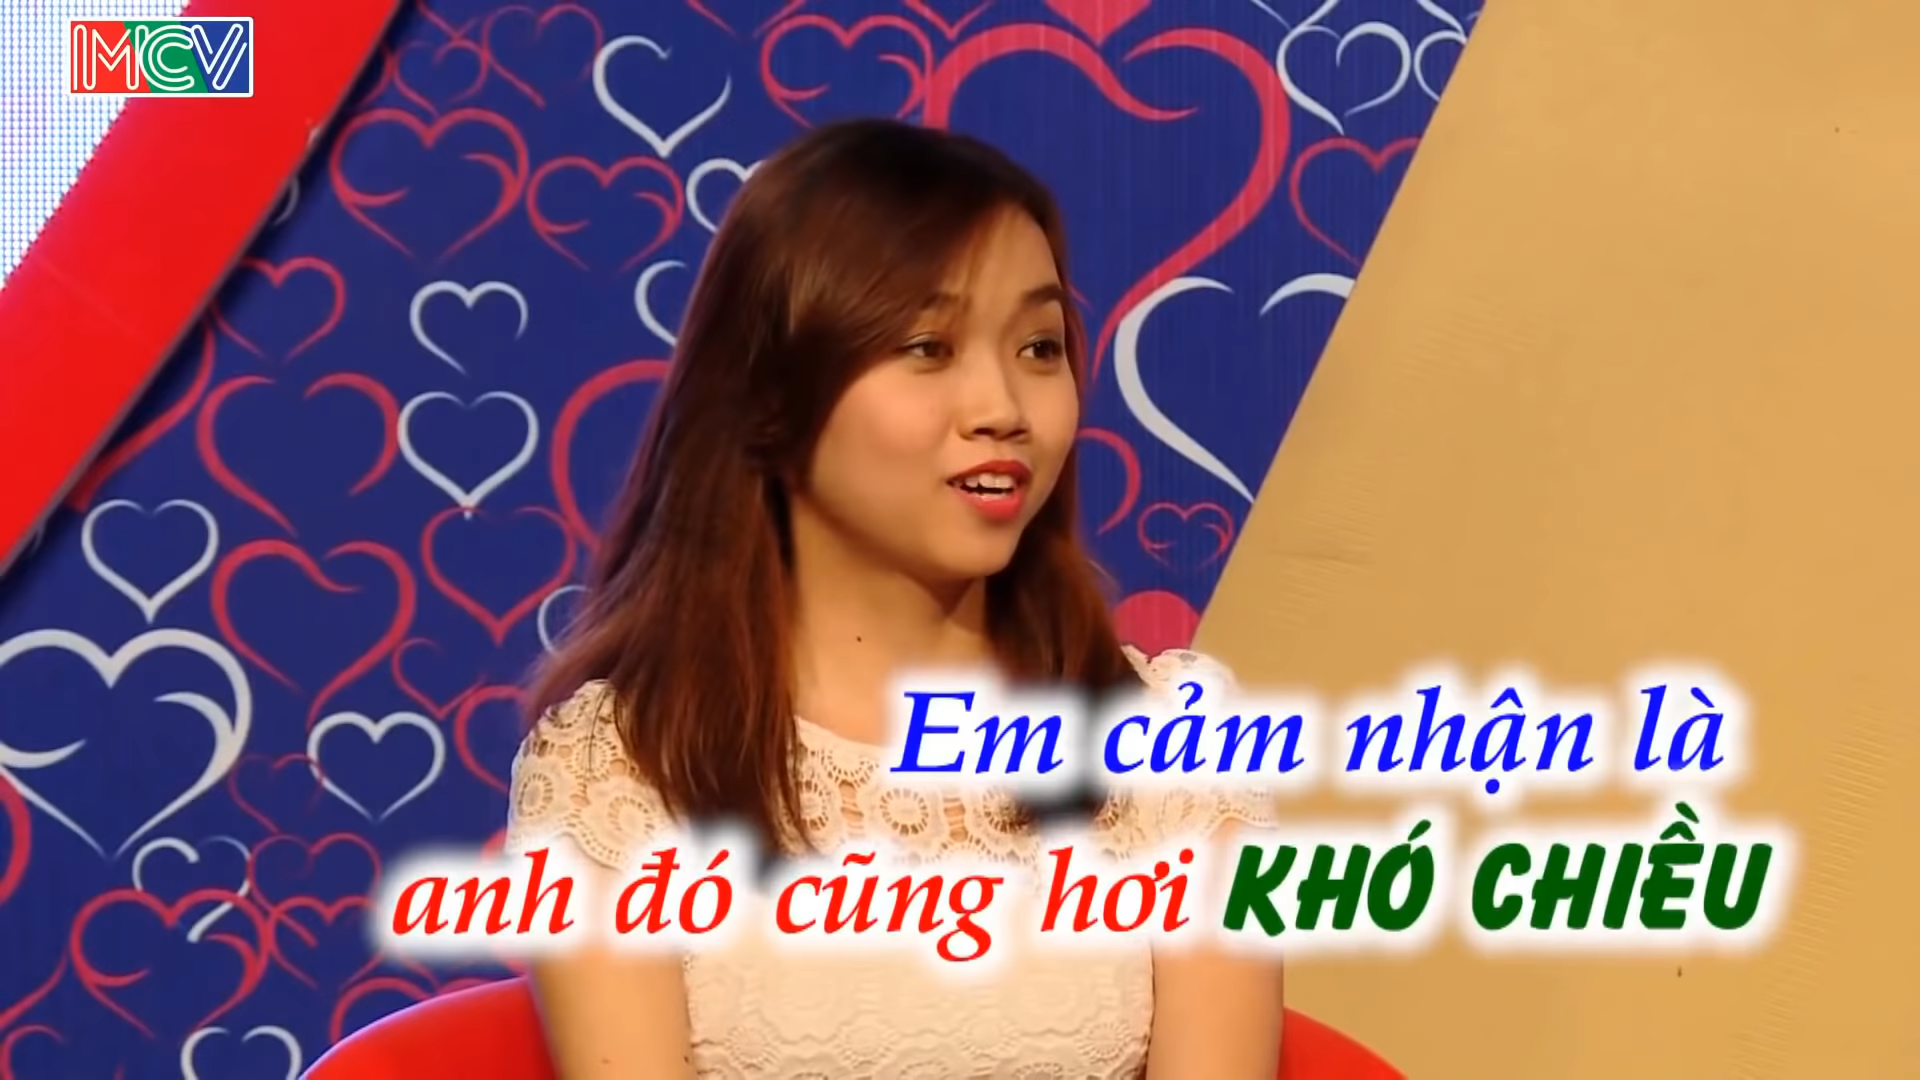 MCV
Em cảm nhận là
anh đó cũng hơi KHÓ CHIỀU